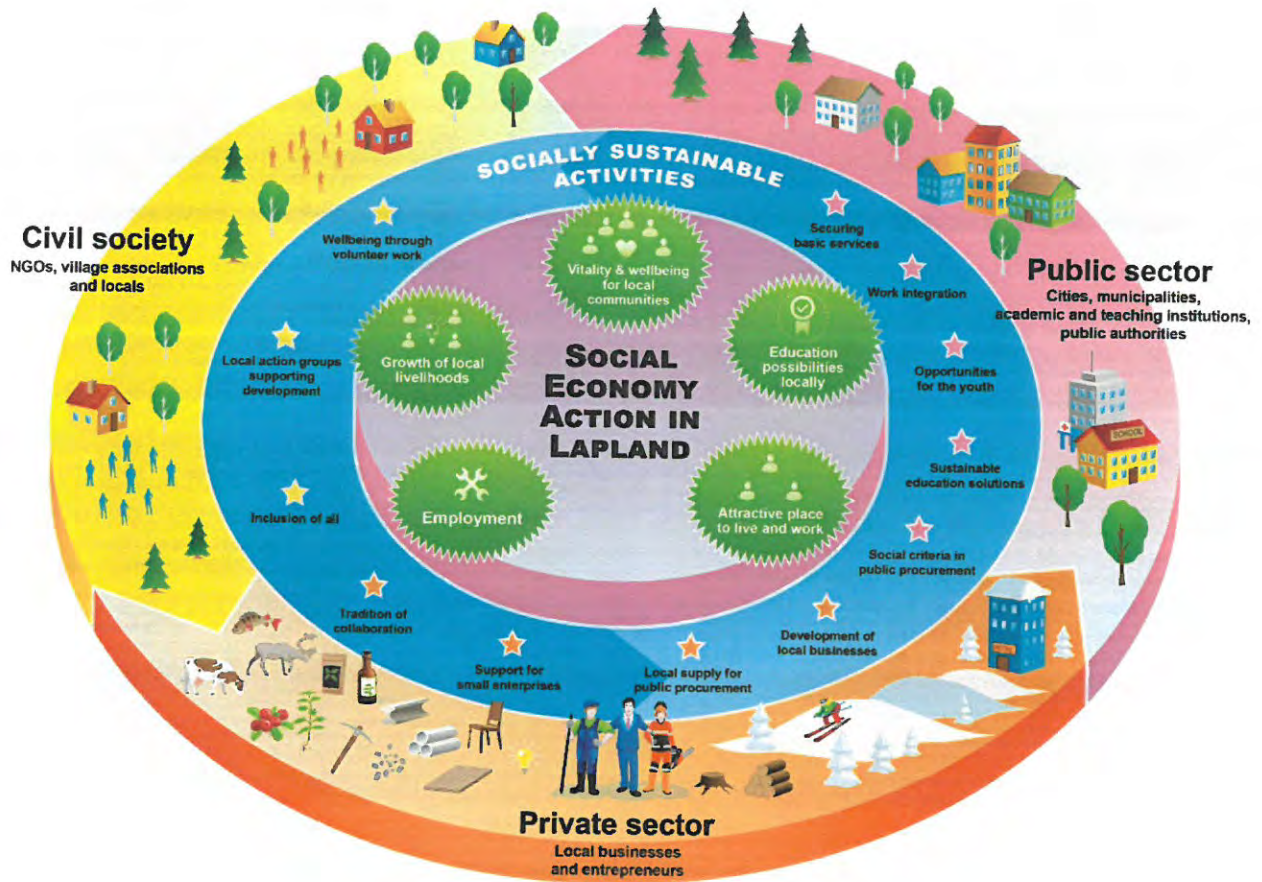 SOCIALLY SUSTAINABLE
ACTIVITIES
Civil society
NGOs, village associations
and locals
Public sector
Cities, municipalities,
academic and teaching institutions,
public authorities
Private sector
Local businesses
and entrepreneurs
SOCIAL
ECONOMY
ACTION IN
LAPLAND
Vitality & wellbeing
for local
communities
Education
possibilities
locally
Attractive place
to live and work
Employment
Growth of local
livelihoods
Wellbeing through
volunteer work
Local action groups
supporting
development
Inclusion of all
Securing
basic services
Work integration
Opportunities
for the youth
Sustainable
education solutions
Social criteria in
public procurement
Development of
local businesses
Local supply for
public procurement
Support for
small enterprises
Tradition of
collaboration
SCHOOL